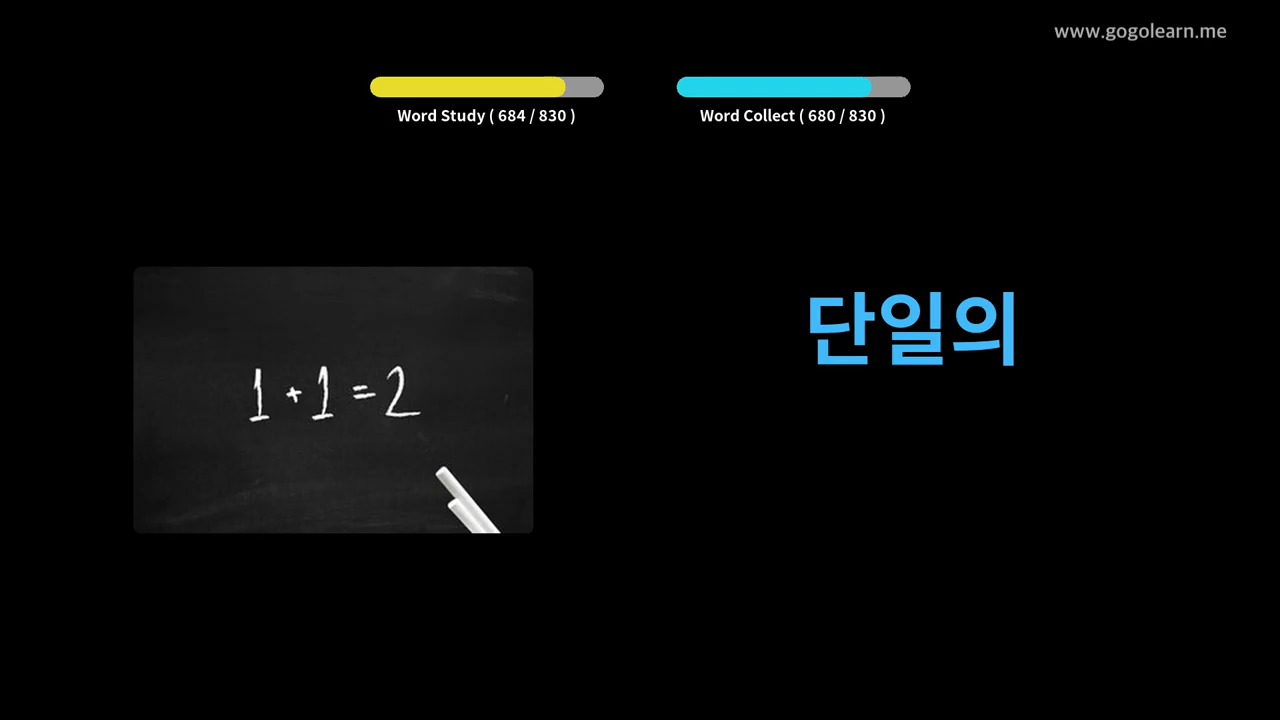 www.gogolearn.me
Word Study ( 684 / 830 )
Word Collect ( 680 / 830 )
단일의
1 + 1 = 2